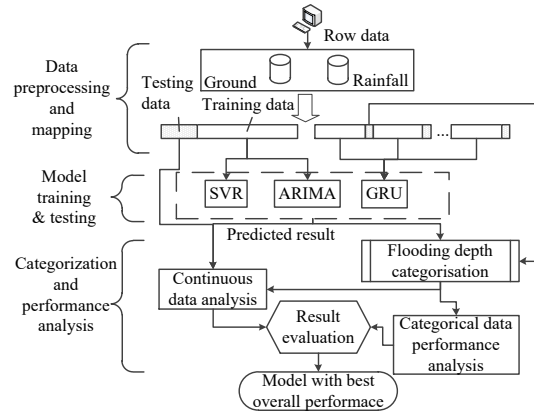 Row data
Data
preprocessing
and
mapping
Testing
data
Ground
Rainfall
Training data
...
Model
training
& testing
SVR
ARIMA
GRU
Predicted result
Categorization
and
performance
analysis
Continuous
data analysis
Flooding depth
categorisation
Result
evaluation
Categorical data
performance
analysis
Model with best
overall performace